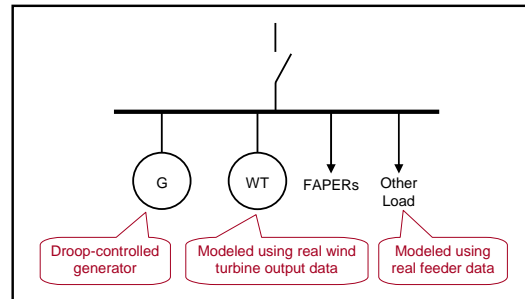 G
WT
FAPERs
Other
Load
Droop-controlled
generator
Modeled using real wind
turbine output data
Modeled using
real feeder data